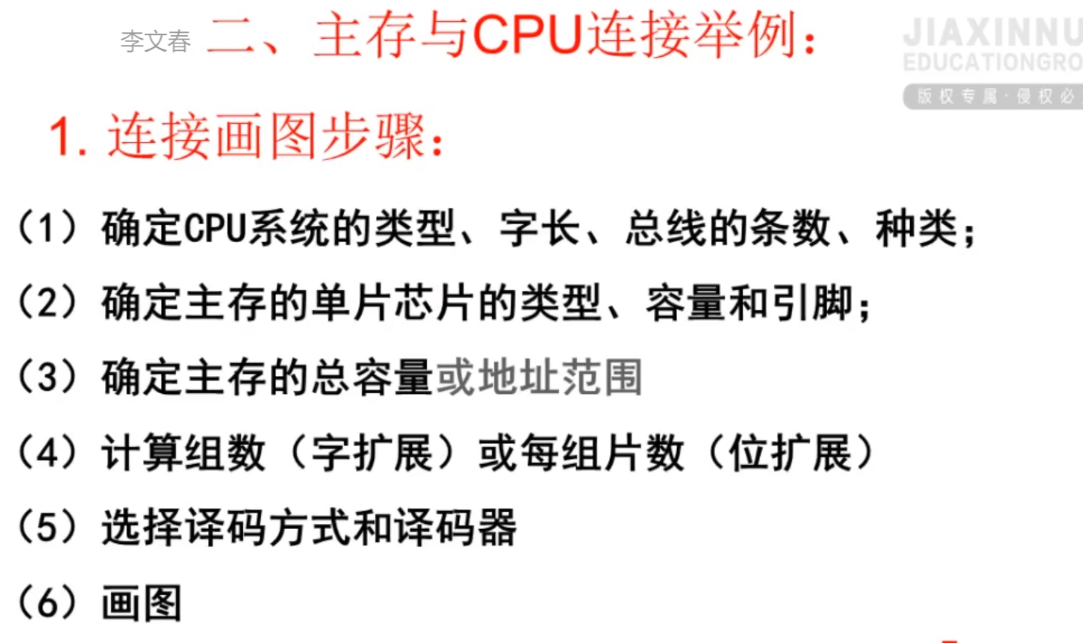 李文春
二、主存与CPU连接举例：
JIAXINNU
EDUCATIONGRO
版权专属·侵权必
1. 连接画图步骤：
（1）确定CPU系统的类型、字长、总线的条数、种类；
（2）确定主存的单片芯片的类型、容量和引脚；
（3）确定主存的总容量或地址范围
（4）计算组数（字扩展）或每组片数（位扩展）
（5）选择译码方式和译码器
（6）画图